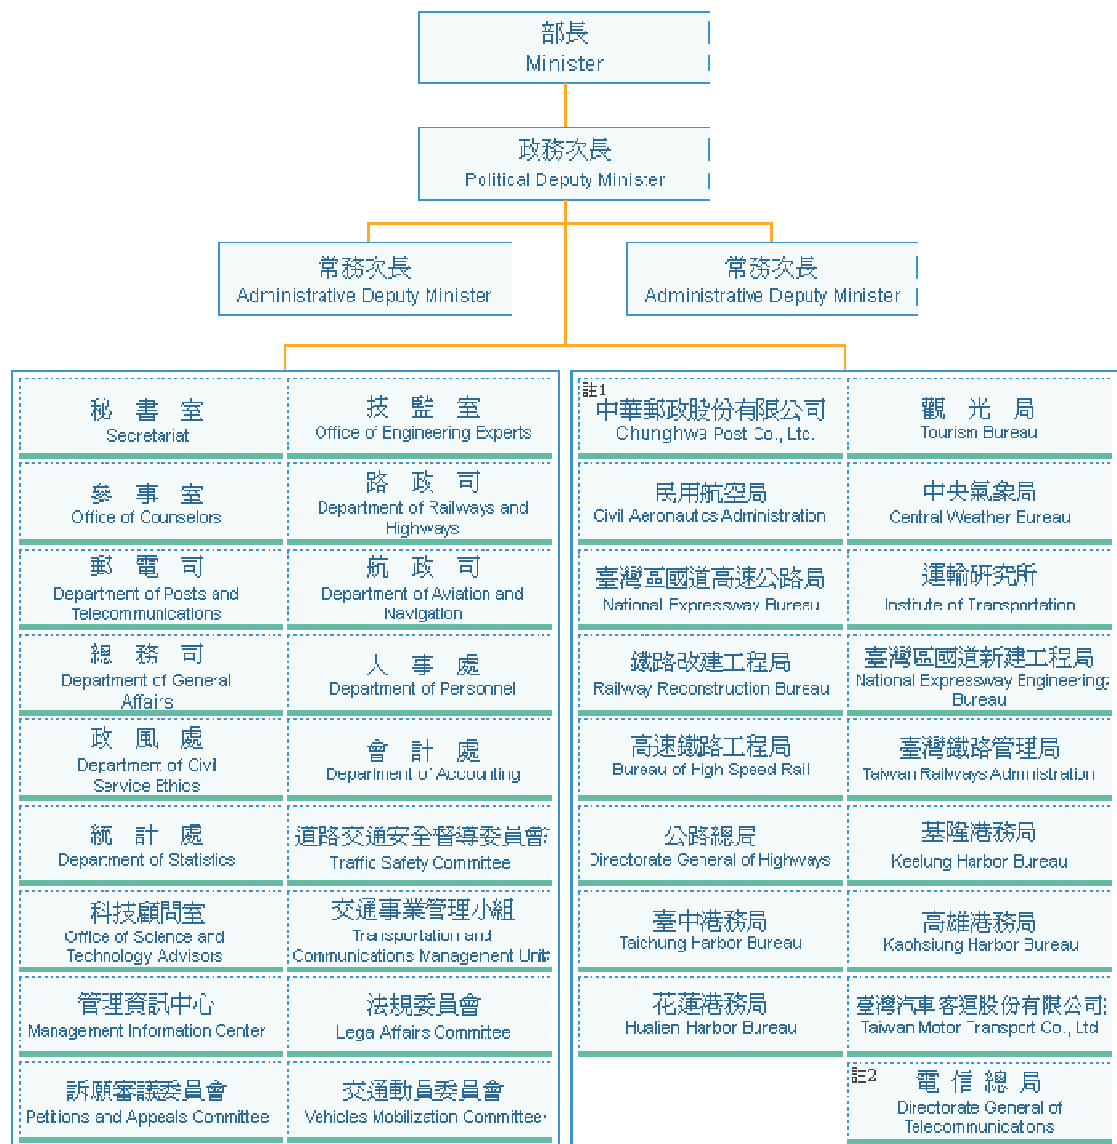 部長
Minister
政務次長
Political Deputy Minister
常務次長
Administrative Deputy Minister
常務次長
Administrative Deputy Minister
秘書室
Secretariat
技監室
Office of Engineering Experts
參事室
Office of Counselors
路政司
Department of Railways and
Highways
郵電司
Department of Posts and
Telecommunications
航政司
Department of Aviation and
Navigation
總務司
Department of General
Affairs
人事處
Department of Personnel
政風處
Department of Civil
Service Ethics
會計處
Department of Accounting
統計處
Department of Statistics
道路交通安全督導委員會
Traffic Safety Committee
科技顧問室
Office of Science and
Technology Advisors
交通事業管理小組
Transportation and
Communications Management Unit
管理資訊中心
Management Information Center
法規委員會
Lega Affairs Committee
訴願審議委員會
Petitions and Appeals Committee
交通動員委員會
Vehicles Mobilization Committee
註1
中華郵政股份有限公司
Chunghwa Post Co., Ltc.
觀光局
Tourism Bureau
民用航空局
Civil Aeronautics Administration
中央氣象局
Central Weather Eureau
臺灣區國道高速公路局
National Expressway Bureau
運輸研究所
Institute of Transportation
鐵路改建工程局
Railway Reconstruction Bureau
臺灣區國道新建工程局
National Expressway Engineering
Bureau
高速鐵路工程局
Bureau of High Speed Rail
臺灣鐵路管理局
Taiwan Railways Administration
公路總局
Directorate General of Highways
基隆港務局
Keelung Harbor Bureau
臺中港務局
Taichung Harbor Bureau
高雄港務局
Kaohsiung Harbor Bureau
花蓮港務局
Hualien Harbor Bureau
臺灣汽車客運股份有限公司
Taiwan Motor Transport Co., Ltd
註2
電信總局
Directorate General of
Telecommunications